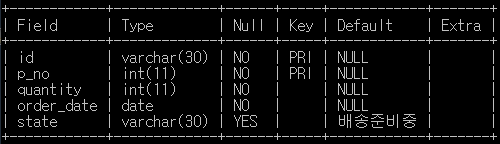 | Field | Type | Null | Key | Default | Extra |
| id | varchar(30) | NO | PRI | NULL | |
| p_no | int(11) | NO | PRI | NULL | |
| quantity | int(11) | NO | | NULL | |
| order_date | date | NO | | NULL | |
| state | varchar(30) | YES | | 배송준비중 | |